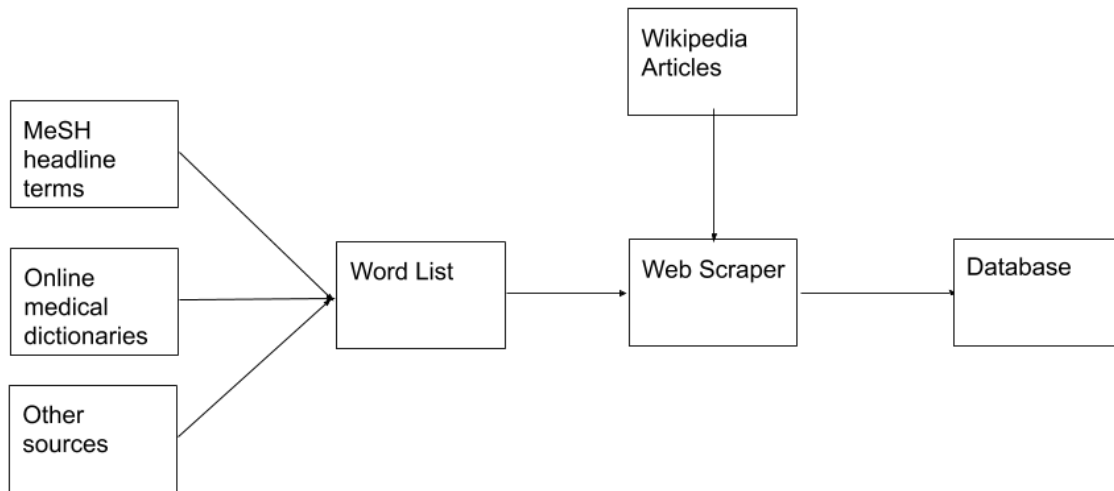 Wikipedia
Articles
MeSH
headline
terms
Online
medical
dictionaries
Other
sources
Word List
Web Scraper
Database